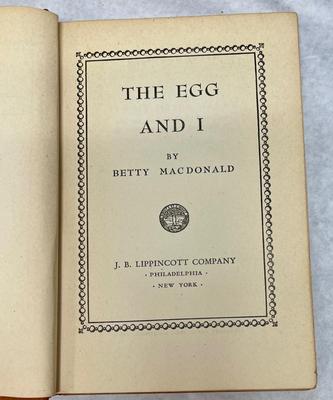 THE EGG
AND I
BY
BETTY MACDONALD
J. B. LIPPINCOTT COMPANY
· PHILADELPHIA ·
· NEW YORK ·